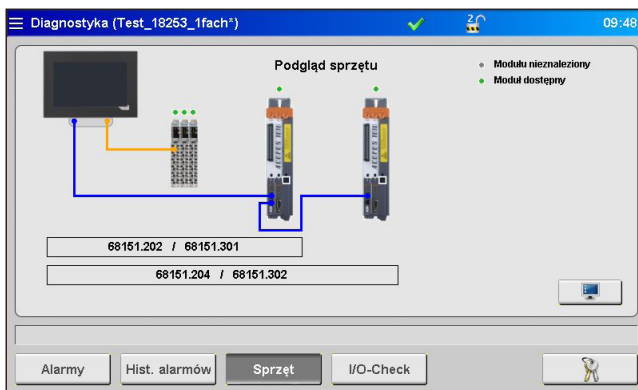 Diagnostyka (Test_18253_1fach*)
2
09:48
Podgląd sprzętu
Modułu nieznaleziony
Moduł dostępny
68151.202 / 68151.301
68151.204 / 68151.302
Alarmy
Hist. alarmów
Sprzęt
I/O-Check